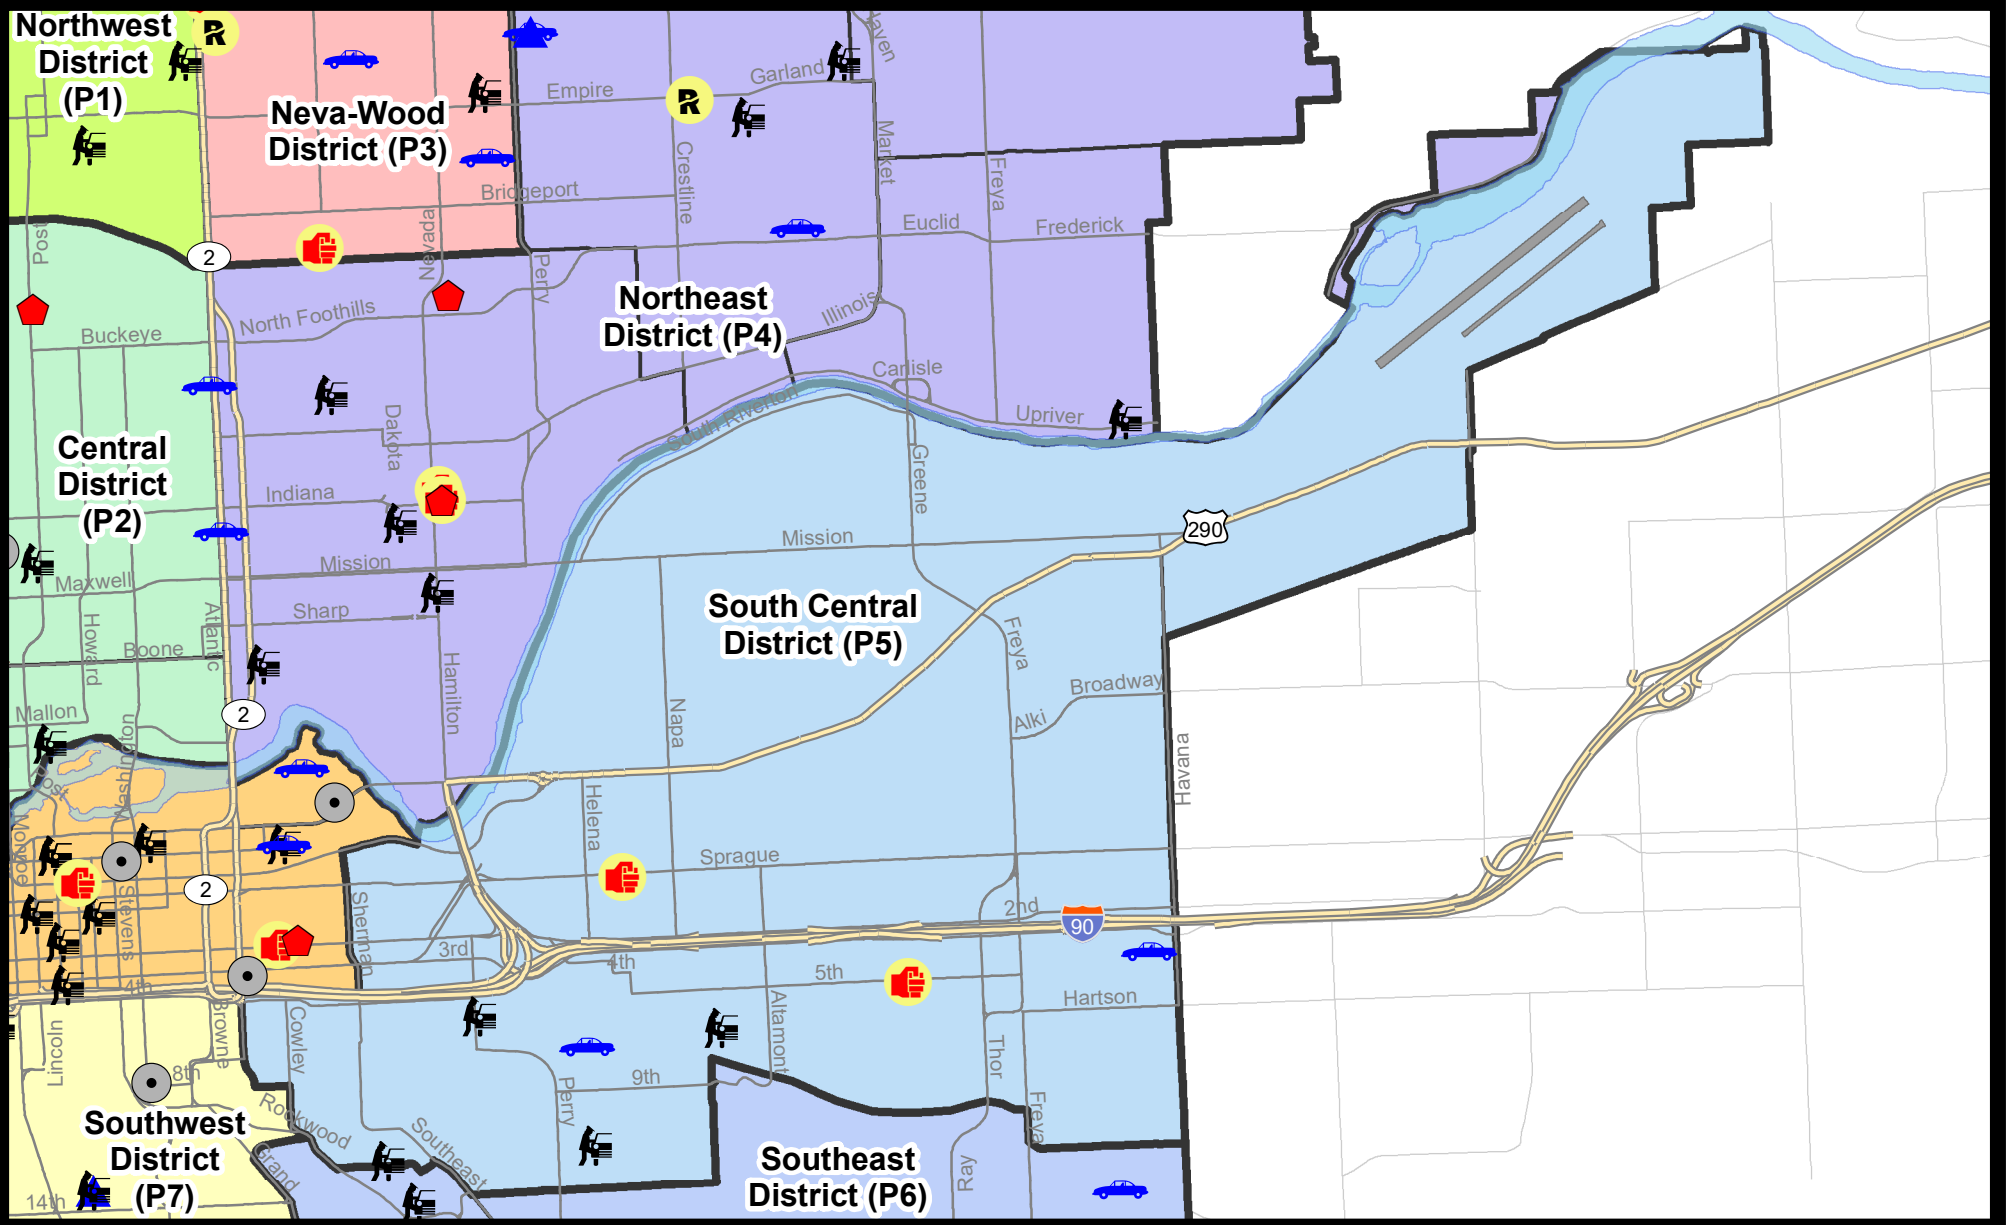 Northwest
District
(P1)
Neva-Wood
District (P3)
Empire
Garland
Haven
Market
Crestline
Freya
Bridgeport
Nevada
Post
Euclid
Frederick
2
Perry
Northeast
District (P4)
North Foothills
Illinois
Buckeye
Carlisle
Upriver
South Riverton
Dakota
Greene
Central
District
(P2)
Indiana
Mission
Mission
290
Maxwell
Sharp
Atlantic
Howard
Boone
Hamilton
South Central
District (P5)
Freya
Broadway
Alki
Napa
Mallon
2
Washington
Post
Havana
Monroe
Helena
Sprague
2
Stevens
Sherman
2nd
90
3rd
4th
5th
4th
Hartson
Altamont
Lincoln
Browne
Cowley
Thor
8th
9th
Perry
Freya
Rockwood
Southeast
Grand
Southwest
District
(P7)
14th
Southeast
District (P6)
Ray